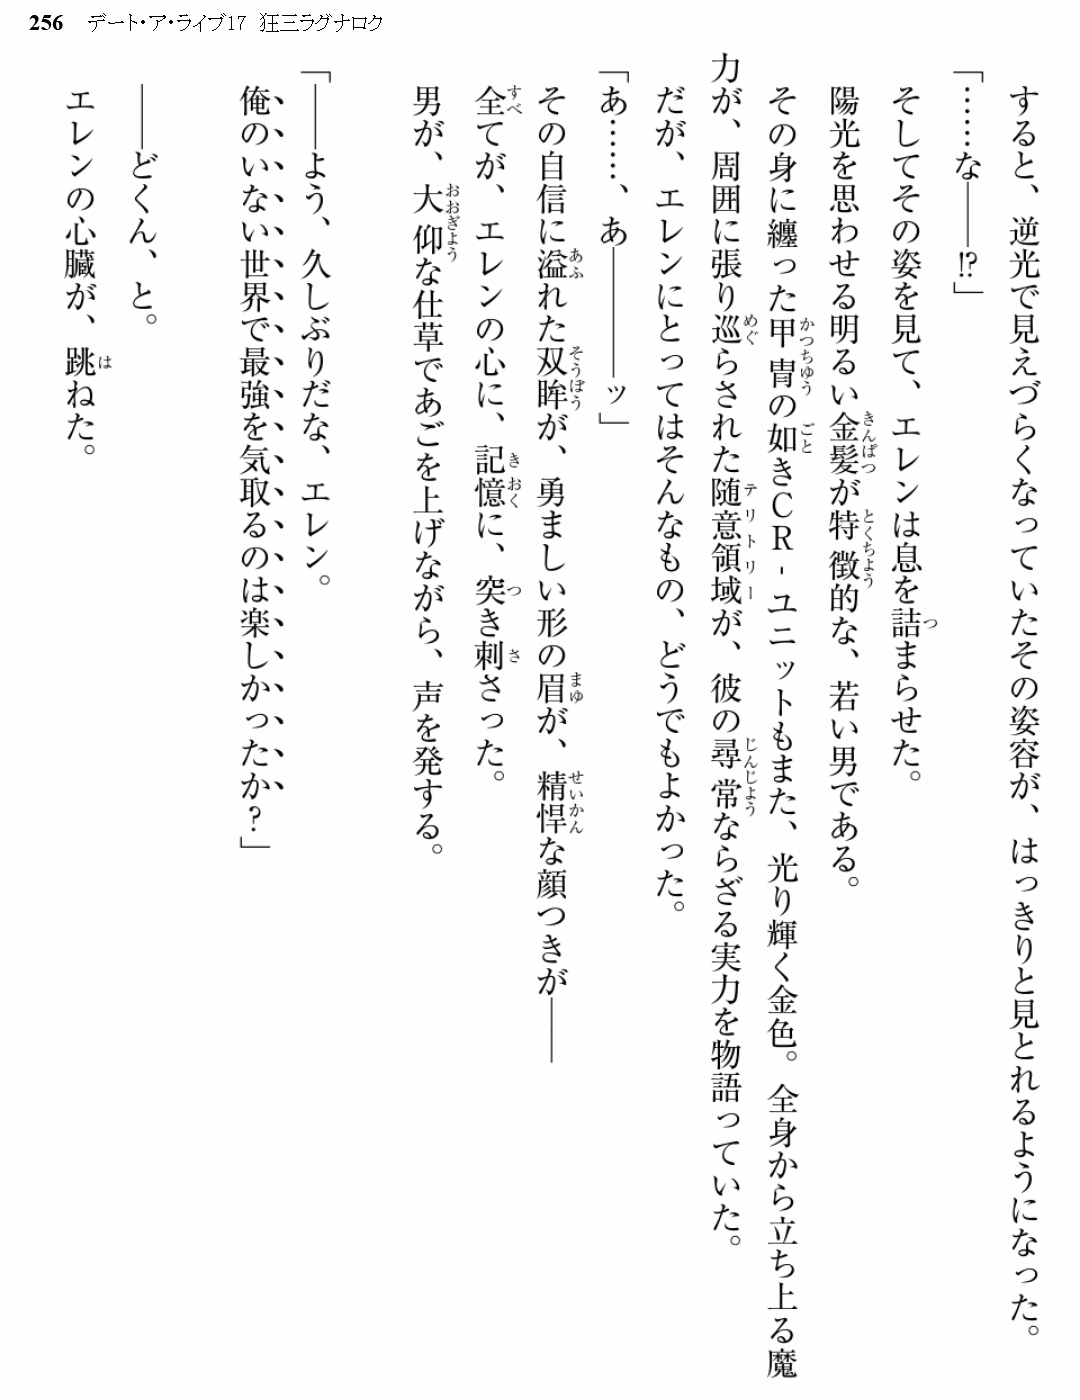 256 デート・ア・ライブ17 狂三ラグナロク
すると、逆光で見えづらくなっていたその姿容が、はっきりと見とれるようになった。
「……な――!?」
そしてその姿を見て、エレンは息を詰まらせた。
陽光を思わせる明るい金髪が特徴的な、若い男である。
その身に纏った甲冑の如きCR-ユニットもまた、光り輝く金色。全身から立ち上る魔
力が、周囲に張り巡らされた随意領域が、彼の尋常ならざる実力を物語っていた。
だが、エレンにとってはそんなもの、どうでもよかった。
「あ……、あ――――ッ」
その自信に溢れた双眸が、勇ましい形の眉が、精悍な顔つきが――
全てが、エレンの心に、記憶に、突き刺さった。
男が、大仰な仕草であごを上げながら、声を発する。
「――よう、久しぶりだな、エレン。
俺のいない世界で最強を気取るのは楽しかったか?」
――どくん、と。
エレンの心臓が、跳ねた。